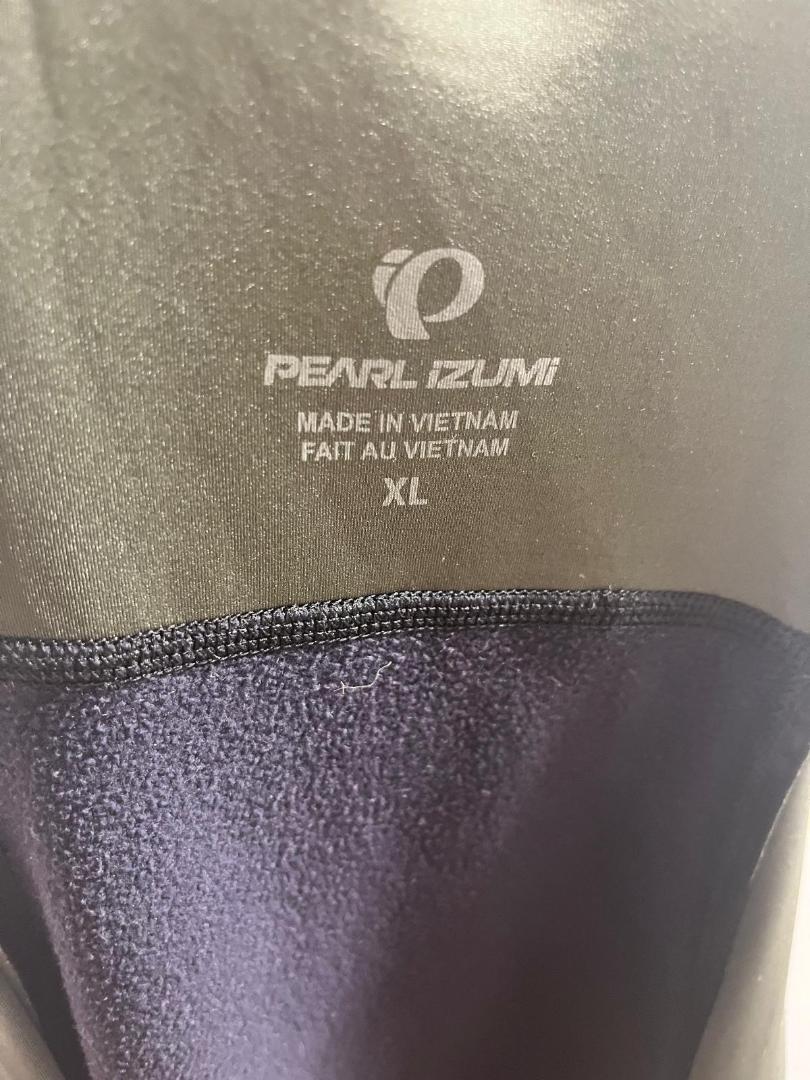 PEARL iZUMi
MADE IN VIETNAM
FAIT AU VIETNAM
XL